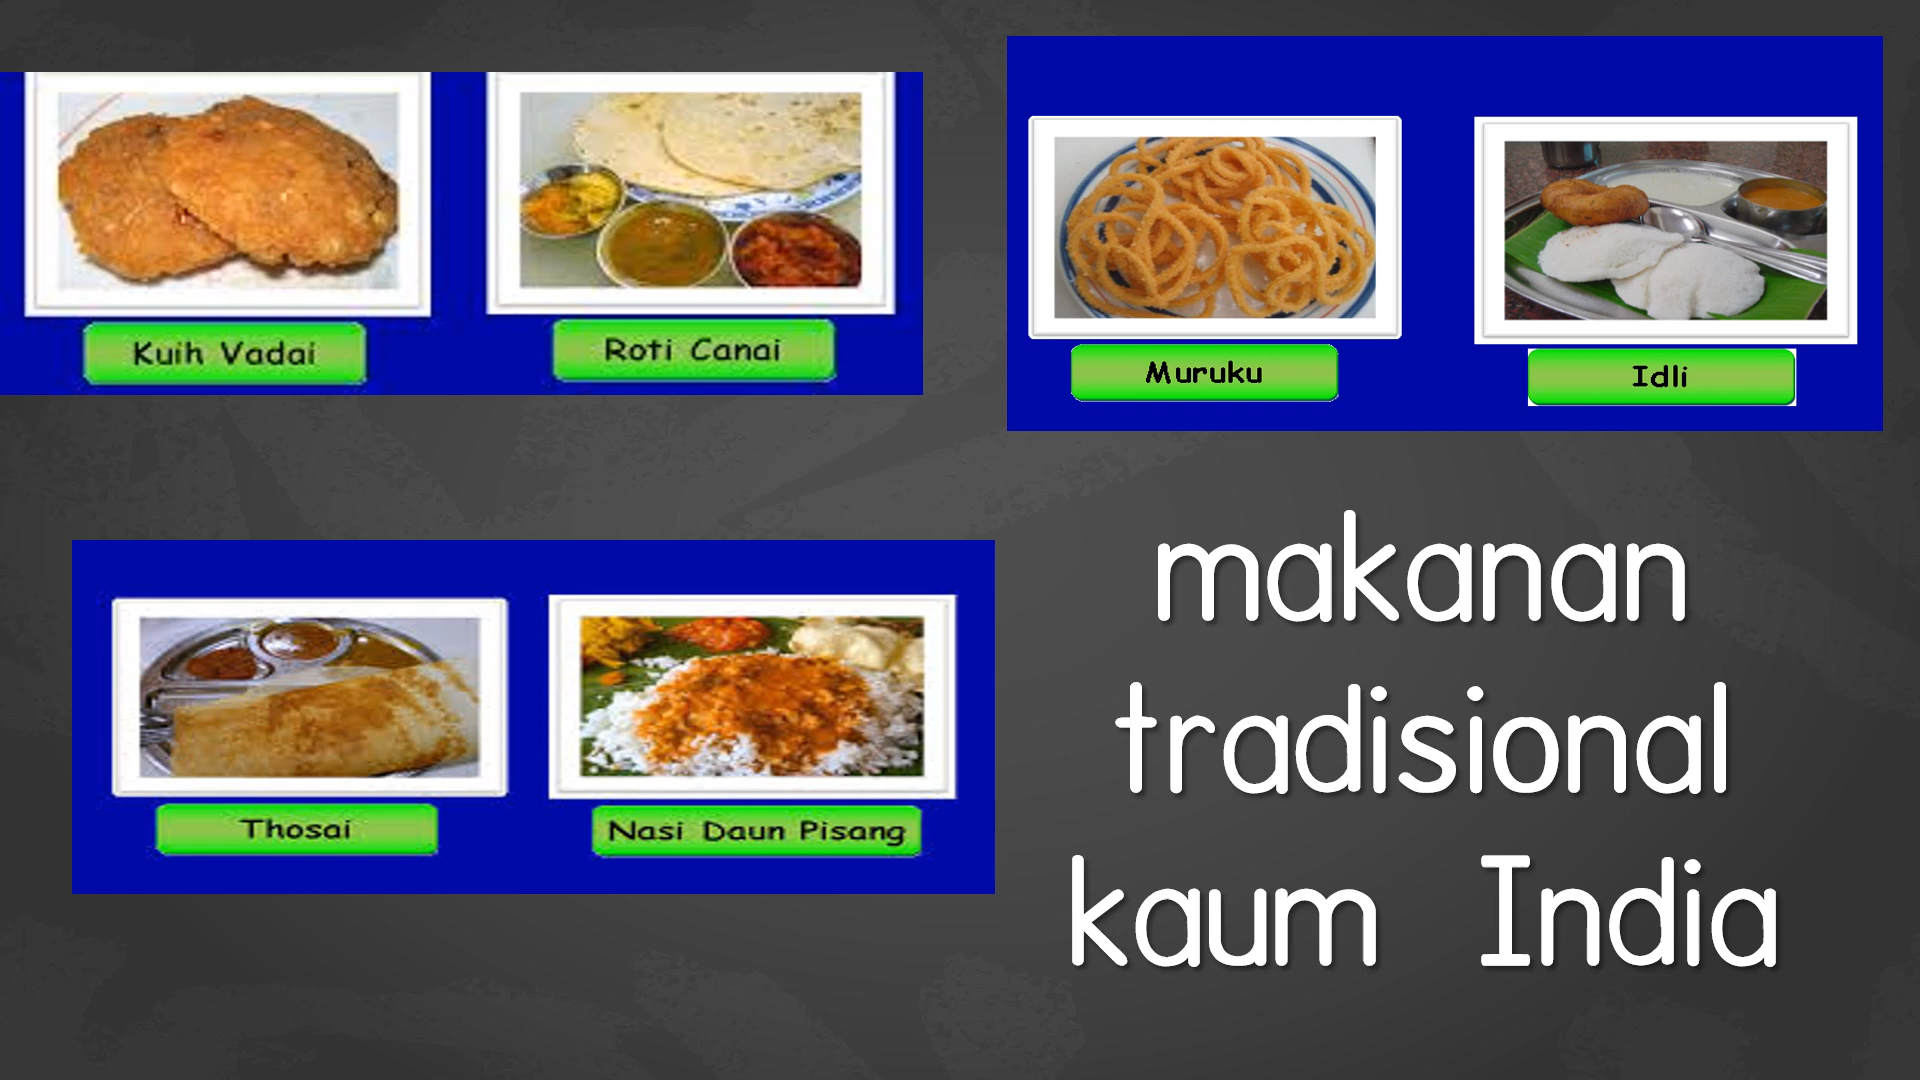 Kuih Vadai
Roti Canai
Muruku
Idli
Thosai
Nasi Daun Pisang
makanan
tradisional
kaum India